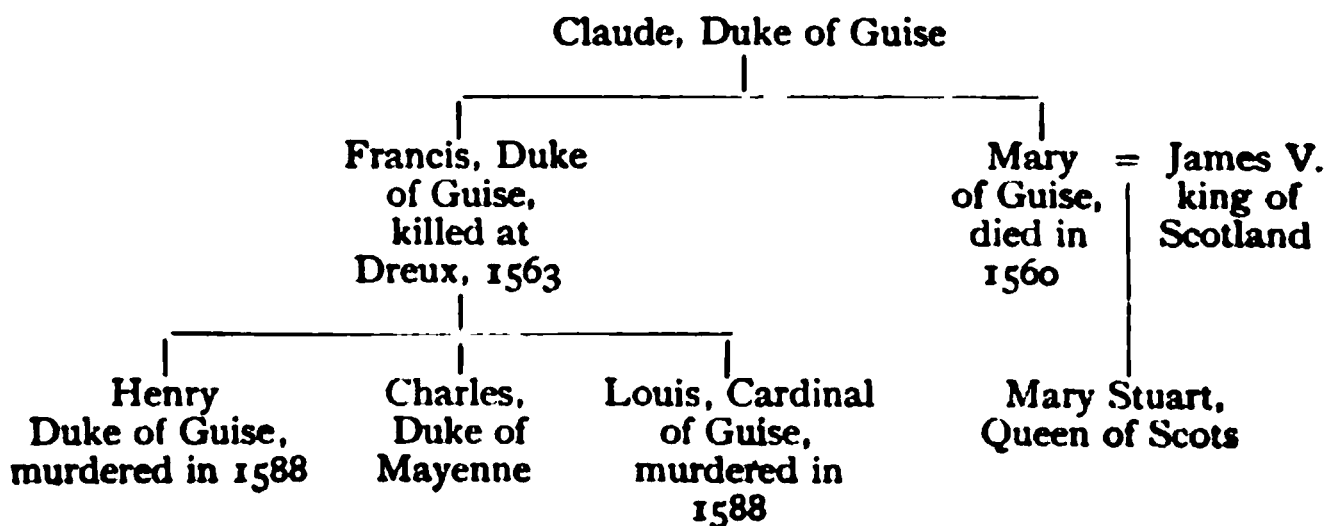 Claude, Duke of Guise
Francis, Duke
of Guise,
killed at
Dreux, 1563
Mary
of Guise,
died in
1560
=
James V.
king of
Scotland
Henry
Duke of Guise,
murdered in 1588
Charles,
Duke of
Mayenne
Louis, Cardinal
of Guise,
murdered in
1588
Mary Stuart,
Queen of Scots